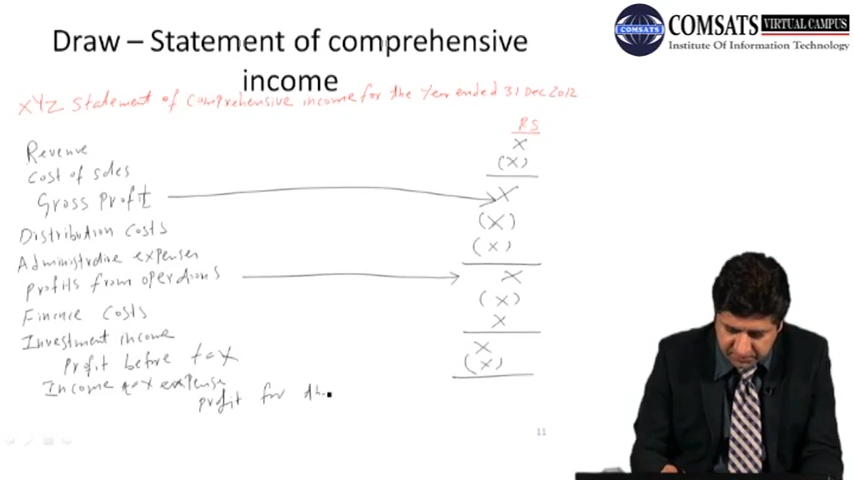 Draw – Statement of comprehensive
income
COMSATS
COMSATS VIRTUAL CAMPUS
Institute Of Information Technology
XYZ Statement of Comprehensive income for the Year ended 31 Dec 2012
RS
Revenue X
Cost of sales (X)
Gross Profit X
Distribution Costs (X)
Administrative expenses (X)
Profits from operations X
Finance Costs (X)
Investment income X
Profit before tax X
Income tax expense (X)
profit for th
11